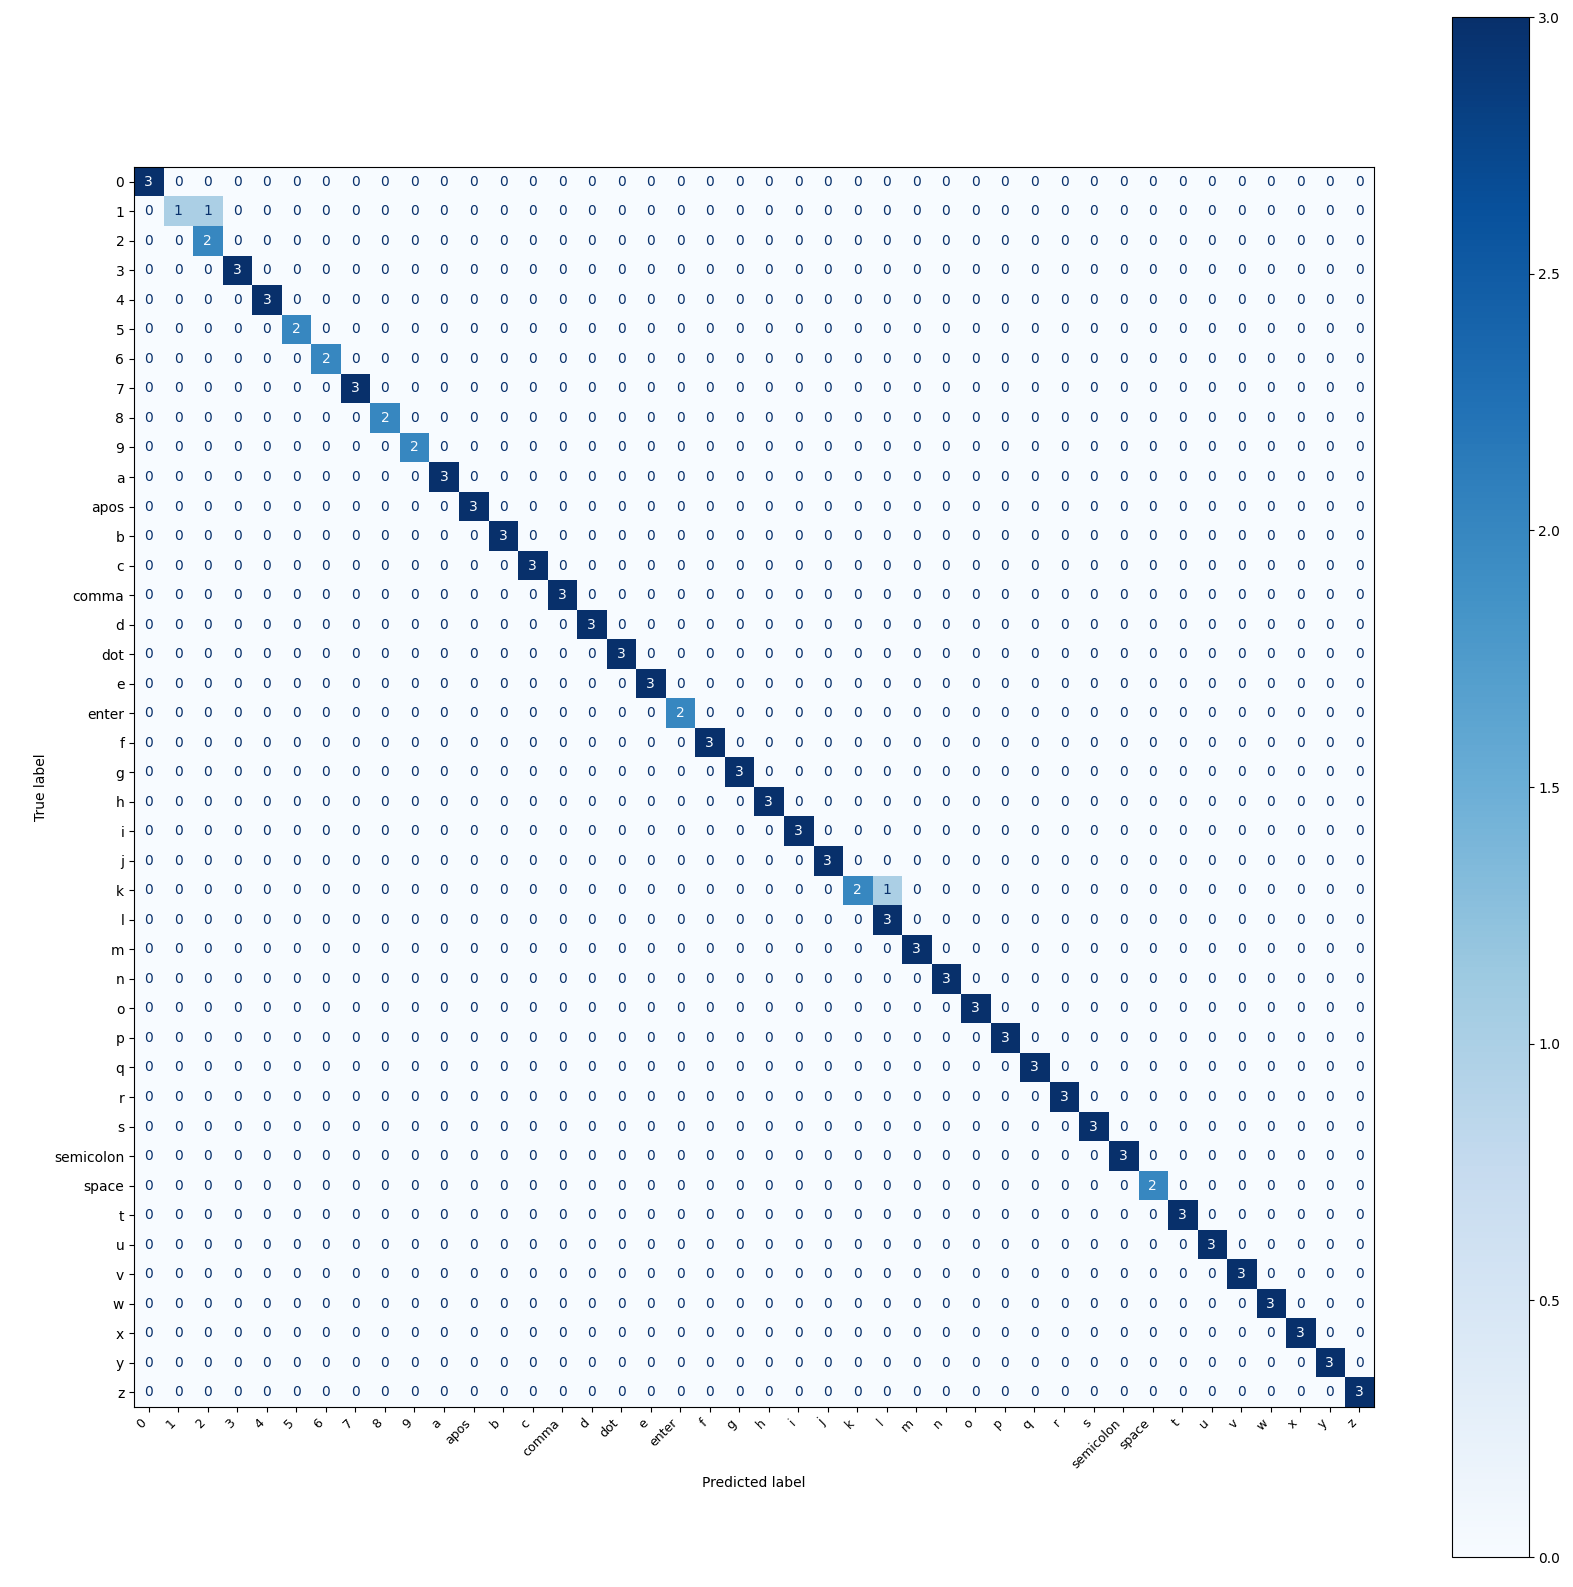 0 3 0 0 0 0 0 0 0 0 0 0 0 0 0 0 0 0 0 0 0 0 0 0 0 0 0 0 0 0 0 0 0 0 0 0 0 0 0 0 0 0 0
1 0 1 1 0 0 0 0 0 0 0 0 0 0 0 0 0 0 0 0 0 0 0 0 0 0 0 0 0 0 0 0 0 0 0 0 0 0 0 0 0 0 0
2 0 0 2 0 0 0 0 0 0 0 0 0 0 0 0 0 0 0 0 0 0 0 0 0 0 0 0 0 0 0 0 0 0 0 0 0 0 0 0 0 0 0
3 0 0 0 3 0 0 0 0 0 0 0 0 0 0 0 0 0 0 0 0 0 0 0 0 0 0 0 0 0 0 0 0 0 0 0 0 0 0 0 0 0 0
4 0 0 0 0 3 0 0 0 0 0 0 0 0 0 0 0 0 0 0 0 0 0 0 0 0 0 0 0 0 0 0 0 0 0 0 0 0 0 0 0 0 0
5 0 0 0 0 0 2 0 0 0 0 0 0 0 0 0 0 0 0 0 0 0 0 0 0 0 0 0 0 0 0 0 0 0 0 0 0 0 0 0 0 0 0
6 0 0 0 0 0 0 2 0 0 0 0 0 0 0 0 0 0 0 0 0 0 0 0 0 0 0 0 0 0 0 0 0 0 0 0 0 0 0 0 0 0 0
7 0 0 0 0 0 0 0 3 0 0 0 0 0 0 0 0 0 0 0 0 0 0 0 0 0 0 0 0 0 0 0 0 0 0 0 0 0 0 0 0 0 0
8 0 0 0 0 0 0 0 0 2 0 0 0 0 0 0 0 0 0 0 0 0 0 0 0 0 0 0 0 0 0 0 0 0 0 0 0 0 0 0 0 0 0
9 0 0 0 0 0 0 0 0 0 2 0 0 0 0 0 0 0 0 0 0 0 0 0 0 0 0 0 0 0 0 0 0 0 0 0 0 0 0 0 0 0 0
a 0 0 0 0 0 0 0 0 0 0 3 0 0 0 0 0 0 0 0 0 0 0 0 0 0 0 0 0 0 0 0 0 0 0 0 0 0 0 0 0 0 0
apos 0 0 0 0 0 0 0 0 0 0 0 3 0 0 0 0 0 0 0 0 0 0 0 0 0 0 0 0 0 0 0 0 0 0 0 0 0 0 0 0 0 0
b 0 0 0 0 0 0 0 0 0 0 0 0 3 0 0 0 0 0 0 0 0 0 0 0 0 0 0 0 0 0 0 0 0 0 0 0 0 0 0 0 0 0
c 0 0 0 0 0 0 0 0 0 0 0 0 0 3 0 0 0 0 0 0 0 0 0 0 0 0 0 0 0 0 0 0 0 0 0 0 0 0 0 0 0 0
comma 0 0 0 0 0 0 0 0 0 0 0 0 0 0 3 0 0 0 0 0 0 0 0 0 0 0 0 0 0 0 0 0 0 0 0 0 0 0 0 0 0 0
d 0 0 0 0 0 0 0 0 0 0 0 0 0 0 0 3 0 0 0 0 0 0 0 0 0 0 0 0 0 0 0 0 0 0 0 0 0 0 0 0 0 0
dot 0 0 0 0 0 0 0 0 0 0 0 0 0 0 0 0 3 0 0 0 0 0 0 0 0 0 0 0 0 0 0 0 0 0 0 0 0 0 0 0 0 0
e 0 0 0 0 0 0 0 0 0 0 0 0 0 0 0 0 0 3 0 0 0 0 0 0 0 0 0 0 0 0 0 0 0 0 0 0 0 0 0 0 0 0
enter 0 0 0 0 0 0 0 0 0 0 0 0 0 0 0 0 0 0 2 0 0 0 0 0 0 0 0 0 0 0 0 0 0 0 0 0 0 0 0 0 0 0
f 0 0 0 0 0 0 0 0 0 0 0 0 0 0 0 0 0 0 0 3 0 0 0 0 0 0 0 0 0 0 0 0 0 0 0 0 0 0 0 0 0 0
g 0 0 0 0 0 0 0 0 0 0 0 0 0 0 0 0 0 0 0 0 3 0 0 0 0 0 0 0 0 0 0 0 0 0 0 0 0 0 0 0 0 0
h 0 0 0 0 0 0 0 0 0 0 0 0 0 0 0 0 0 0 0 0 0 3 0 0 0 0 0 0 0 0 0 0 0 0 0 0 0 0 0 0 0 0
i 0 0 0 0 0 0 0 0 0 0 0 0 0 0 0 0 0 0 0 0 0 0 3 0 0 0 0 0 0 0 0 0 0 0 0 0 0 0 0 0 0 0
j 0 0 0 0 0 0 0 0 0 0 0 0 0 0 0 0 0 0 0 0 0 0 0 3 0 0 0 0 0 0 0 0 0 0 0 0 0 0 0 0 0 0
k 0 0 0 0 0 0 0 0 0 0 0 0 0 0 0 0 0 0 0 0 0 0 0 0 2 1 0 0 0 0 0 0 0 0 0 0 0 0 0 0 0 0
l 0 0 0 0 0 0 0 0 0 0 0 0 0 0 0 0 0 0 0 0 0 0 0 0 0 3 0 0 0 0 0 0 0 0 0 0 0 0 0 0 0 0
m 0 0 0 0 0 0 0 0 0 0 0 0 0 0 0 0 0 0 0 0 0 0 0 0 0 0 3 0 0 0 0 0 0 0 0 0 0 0 0 0 0 0
n 0 0 0 0 0 0 0 0 0 0 0 0 0 0 0 0 0 0 0 0 0 0 0 0 0 0 0 3 0 0 0 0 0 0 0 0 0 0 0 0 0 0
o 0 0 0 0 0 0 0 0 0 0 0 0 0 0 0 0 0 0 0 0 0 0 0 0 0 0 0 0 3 0 0 0 0 0 0 0 0 0 0 0 0 0
p 0 0 0 0 0 0 0 0 0 0 0 0 0 0 0 0 0 0 0 0 0 0 0 0 0 0 0 0 0 3 0 0 0 0 0 0 0 0 0 0 0 0
q 0 0 0 0 0 0 0 0 0 0 0 0 0 0 0 0 0 0 0 0 0 0 0 0 0 0 0 0 0 0 3 0 0 0 0 0 0 0 0 0 0 0
r 0 0 0 0 0 0 0 0 0 0 0 0 0 0 0 0 0 0 0 0 0 0 0 0 0 0 0 0 0 0 0 3 0 0 0 0 0 0 0 0 0 0
s 0 0 0 0 0 0 0 0 0 0 0 0 0 0 0 0 0 0 0 0 0 0 0 0 0 0 0 0 0 0 0 0 3 0 0 0 0 0 0 0 0 0
semicolon 0 0 0 0 0 0 0 0 0 0 0 0 0 0 0 0 0 0 0 0 0 0 0 0 0 0 0 0 0 0 0 0 0 3 0 0 0 0 0 0 0 0
space 0 0 0 0 0 0 0 0 0 0 0 0 0 0 0 0 0 0 0 0 0 0 0 0 0 0 0 0 0 0 0 0 0 0 2 0 0 0 0 0 0 0
t 0 0 0 0 0 0 0 0 0 0 0 0 0 0 0 0 0 0 0 0 0 0 0 0 0 0 0 0 0 0 0 0 0 0 0 3 0 0 0 0 0 0
u 0 0 0 0 0 0 0 0 0 0 0 0 0 0 0 0 0 0 0 0 0 0 0 0 0 0 0 0 0 0 0 0 0 0 0 0 3 0 0 0 0 0
v 0 0 0 0 0 0 0 0 0 0 0 0 0 0 0 0 0 0 0 0 0 0 0 0 0 0 0 0 0 0 0 0 0 0 0 0 0 3 0 0 0 0
w 0 0 0 0 0 0 0 0 0 0 0 0 0 0 0 0 0 0 0 0 0 0 0 0 0 0 0 0 0 0 0 0 0 0 0 0 0 0 3 0 0 0
x 0 0 0 0 0 0 0 0 0 0 0 0 0 0 0 0 0 0 0 0 0 0 0 0 0 0 0 0 0 0 0 0 0 0 0 0 0 0 0 3 0 0
y 0 0 0 0 0 0 0 0 0 0 0 0 0 0 0 0 0 0 0 0 0 0 0 0 0 0 0 0 0 0 0 0 0 0 0 0 0 0 0 0 3 0
z 0 0 0 0 0 0 0 0 0 0 0 0 0 0 0 0 0 0 0 0 0 0 0 0 0 0 0 0 0 0 0 0 0 0 0 0 0 0 0 0 0 3
0 1 2 3 4 5 6 7 8 9 a apos b c comma d dot e enter f g h i j k l m n o p q r s semicolon space t u v w x y z
Predicted label
True label
3.0
2.5
2.0
1.5
1.0
0.5
0.0